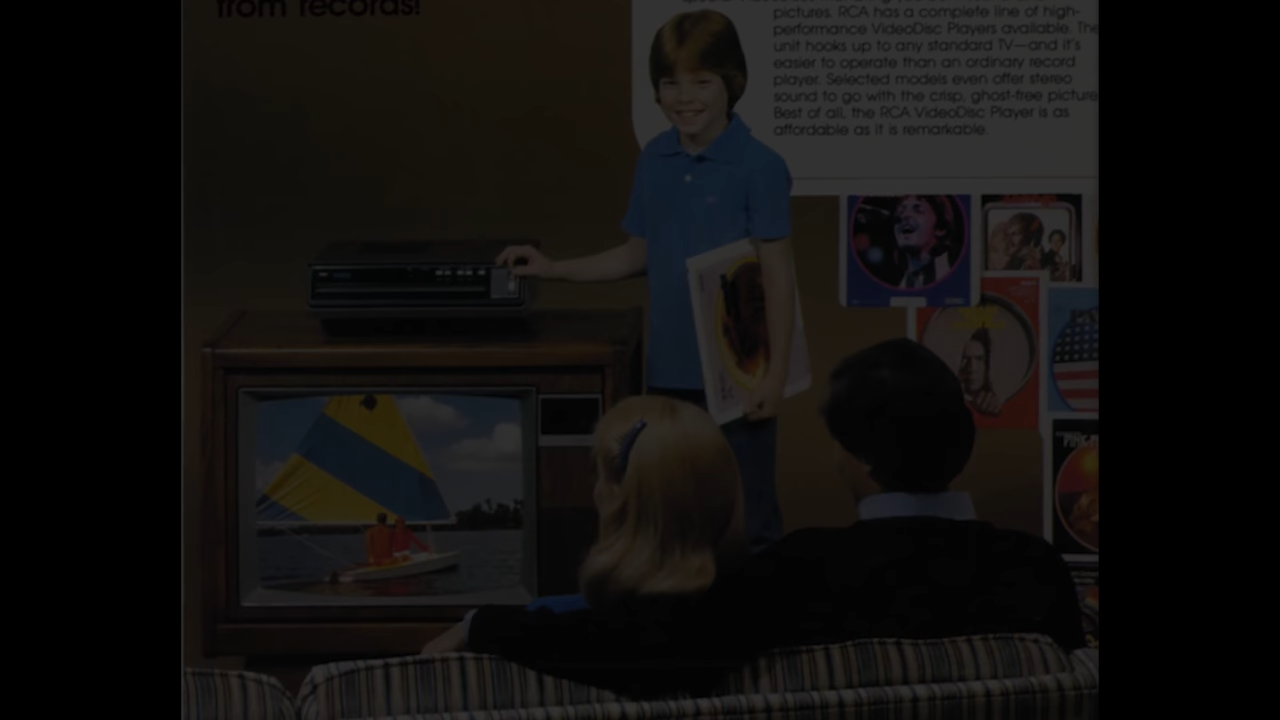 from records!
pictures. RCA has a complete line of high-
performance VideoDisc Players available. The
unit hooks up to any standard TV—and it's
easier to operate than an ordinary record
player. Selected models even offer stereo
sound to go with the crisp, ghost-free picture
Best of all, the RCA VideoDisc Player is as
affordable as it is remarkable.